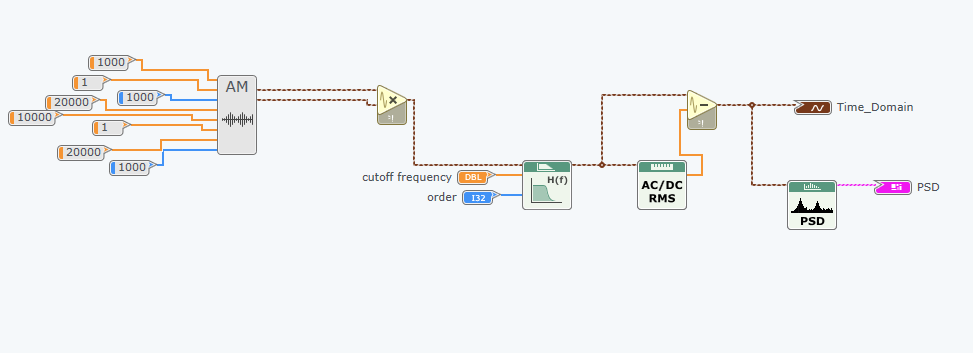 1000
1
1000
20000
10000
1
20000
1000
AM
cutoff frequency
DBL
order
I32
H(f)
AC/DC
RMS
Time_Domain
PSD
PSD